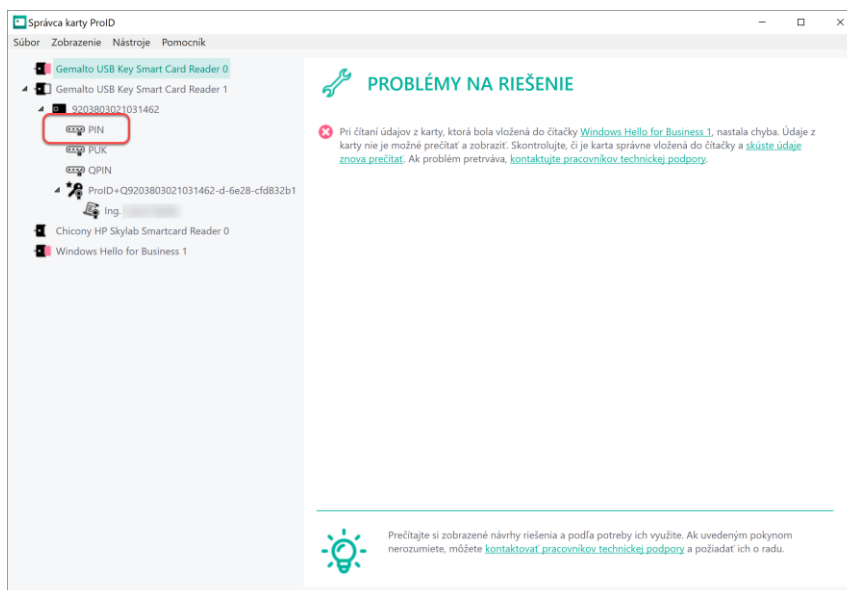 Správca karty ProID
Súbor Zobrazenie Nástroje Pomocník
Gemalto USB Key Smart Card Reader 0
Gemalto USB Key Smart Card Reader 1
9203803021031462
PIN
PUK
QPIN
ProID+Q9203803021031462-d-6e28-cfd832b1
Ing.
Chicony HP Skylab Smartcard Reader 0
Windows Hello for Business 1
PROBLÉMY NA RIEŠENIE
Pri čítaní údajov z karty, ktorá bola vložená do čítačky Windows Hello for Business 1, nastala chyba. Údaje z
karty nie je možné prečítať a zobraziť. Skontrolujte, či je karta správne vložená do čítačky a skúste údaje
znova prečítať. Ak problém pretrváva, kontaktujte pracovníkov technickej podpory.
Prečítajte si zobrazené návrhy riešenia a podľa potreby ich využite. Ak uvedeným pokynom
nerozumiete, môžete kontaktovať pracovníkov technickej podpory a požiadať ich o radu.